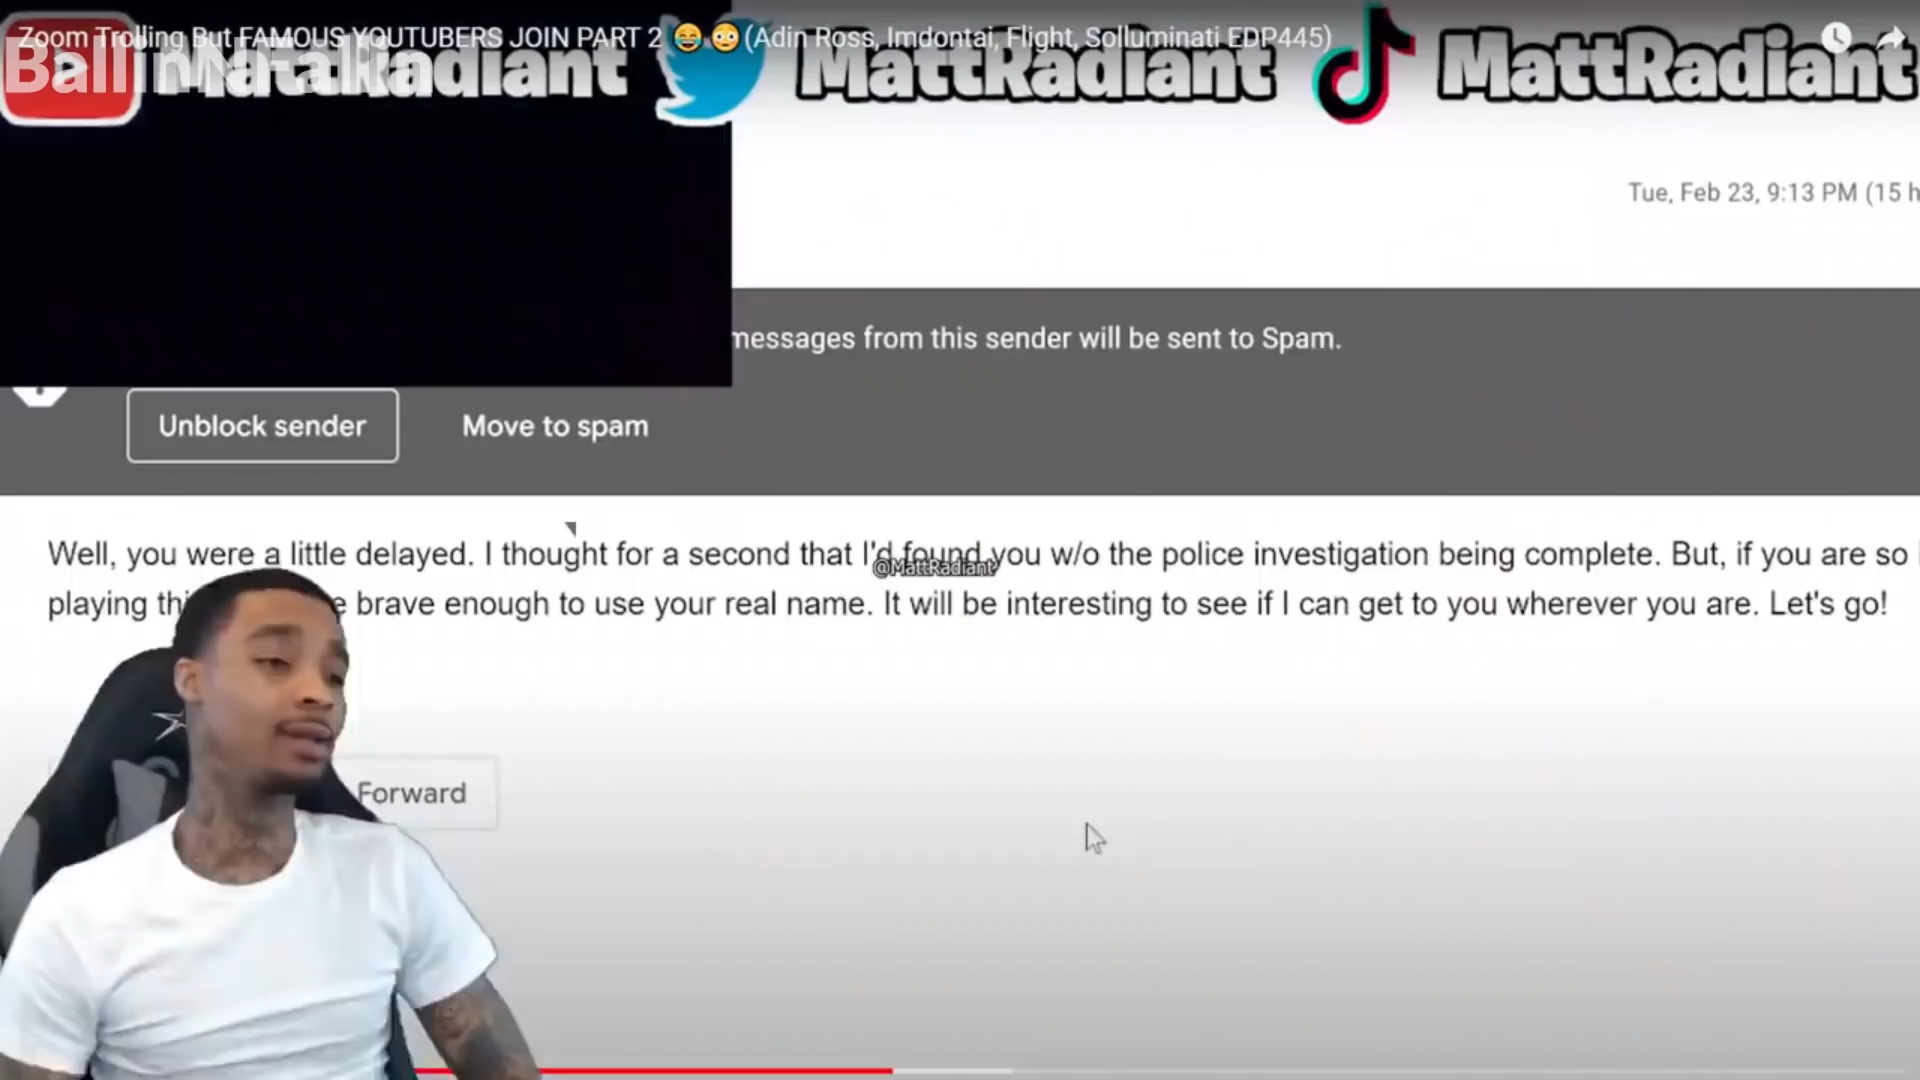 Zoom Trolling But FAMOUS YOUTUBERS JOIN PART 2 😂😳 (Adin Ross, Imdontai, Flight, Solluminati EDP445)
MattRadiant MattRadiant MattRadiant
Tue, Feb 23, 9:13 PM (15 h
messages from this sender will be sent to Spam.
Unblock sender Move to spam
Well, you were a little delayed. I thought for a second that I'd found you w/o the police investigation being complete. But, if you are so
@MattRadiant
playing brave enough to use your real name. It will be interesting to see if I can get to you wherever you are. Let's go!
Forward